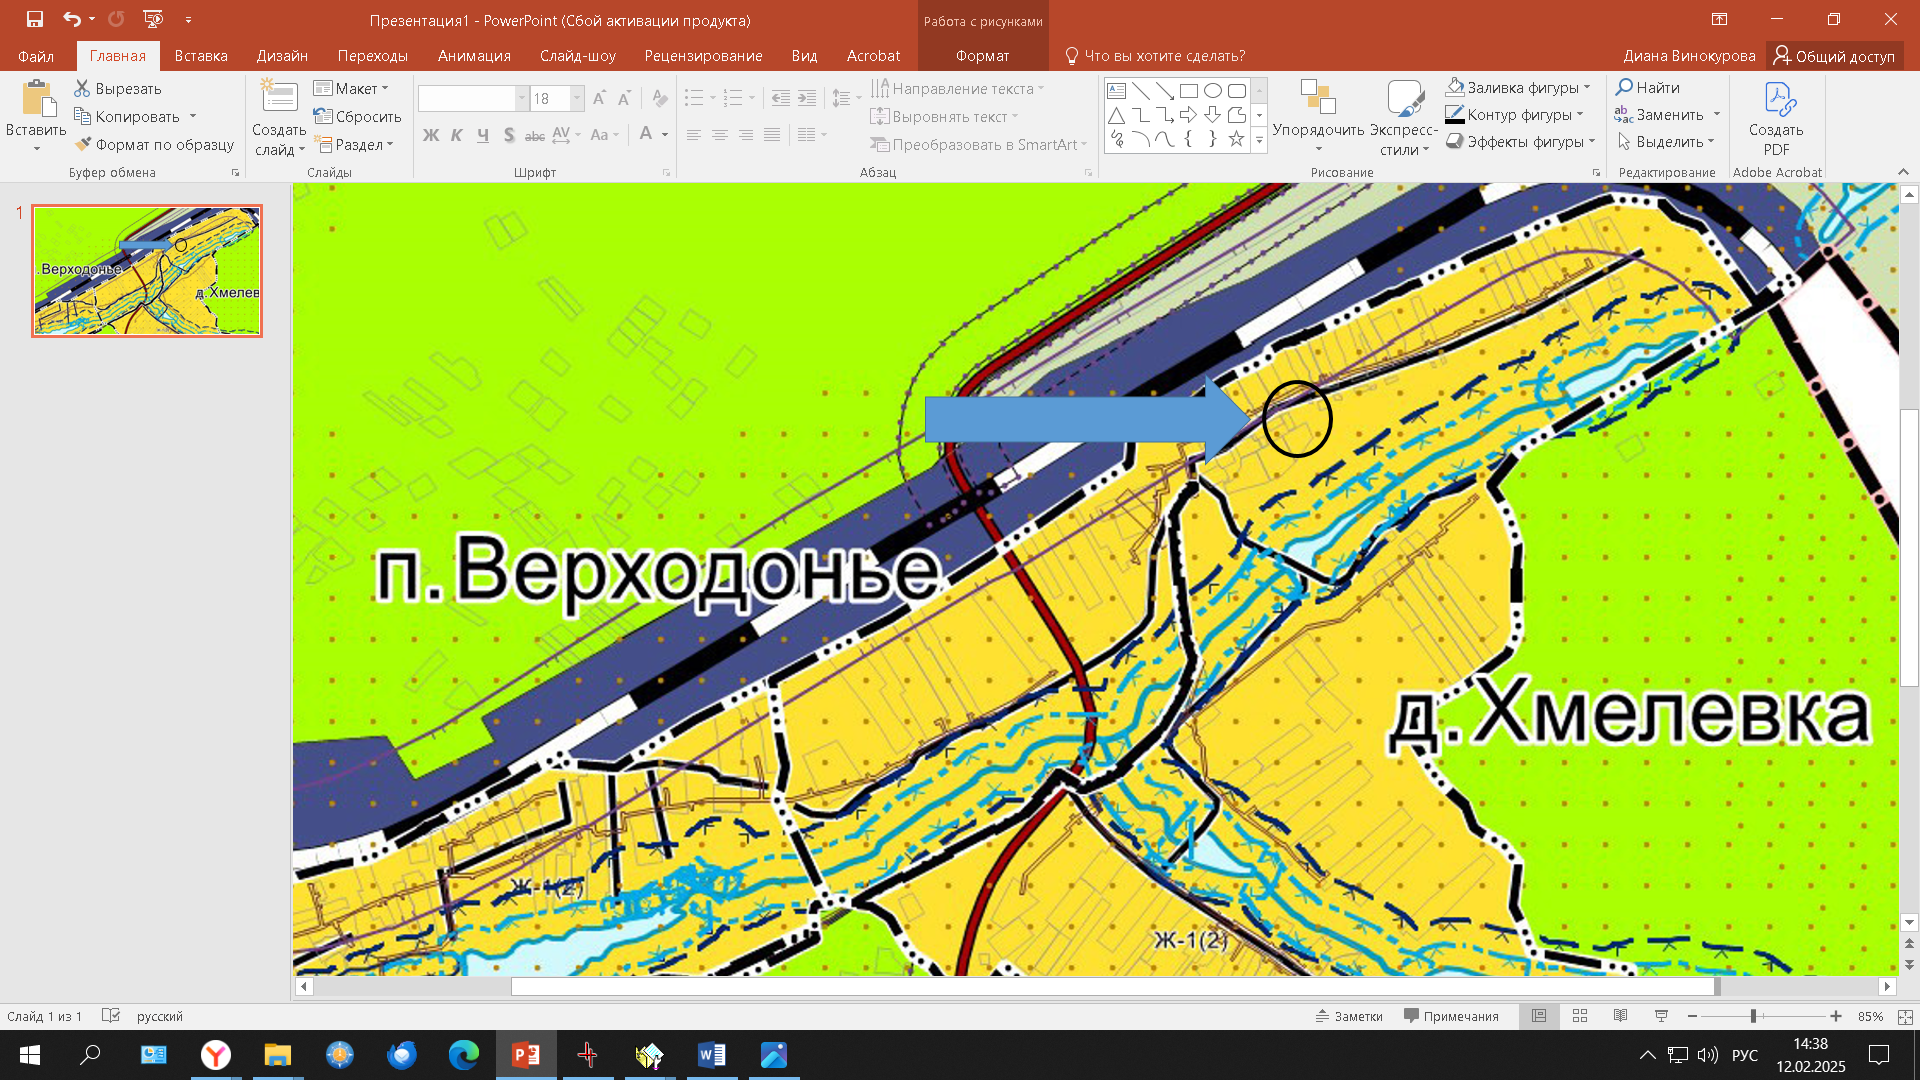 Презентация1 - PowerPoint (Сбой активации продукта)
Работа с рисунками
Файл
Главная
Вставка
Дизайн
Переходы
Анимация
Слайд-шоу
Рецензирование
Вид
Acrobat
Формат
Что вы хотите сделать?
Диана Винокурова
Общий доступ
Вставить
Вырезать
Копировать
Формат по образцу
Буфер обмена
Создать слайд
Макет
Сбросить
Раздел
Слайды
18
Ж К Ч S abc AV Aa А
Шрифт
Направление текста
Выровнять текст
Преобразовать в SmartArt
Абзац
Упорядочить
Экспресс-стили
Заливка фигуры
Контур фигуры
Эффекты фигуры
Рисование
Найти
Заменить
Выделить
Редактирование
Создать PDF
Adobe Acrobat
1
п.Верходонье
д.Хмелевка
Ж-1(2)
Ж-1(2)
Слайд 1 из 1
русский
Заметки
Примечания
85%
РУС
14:38
12.02.2025